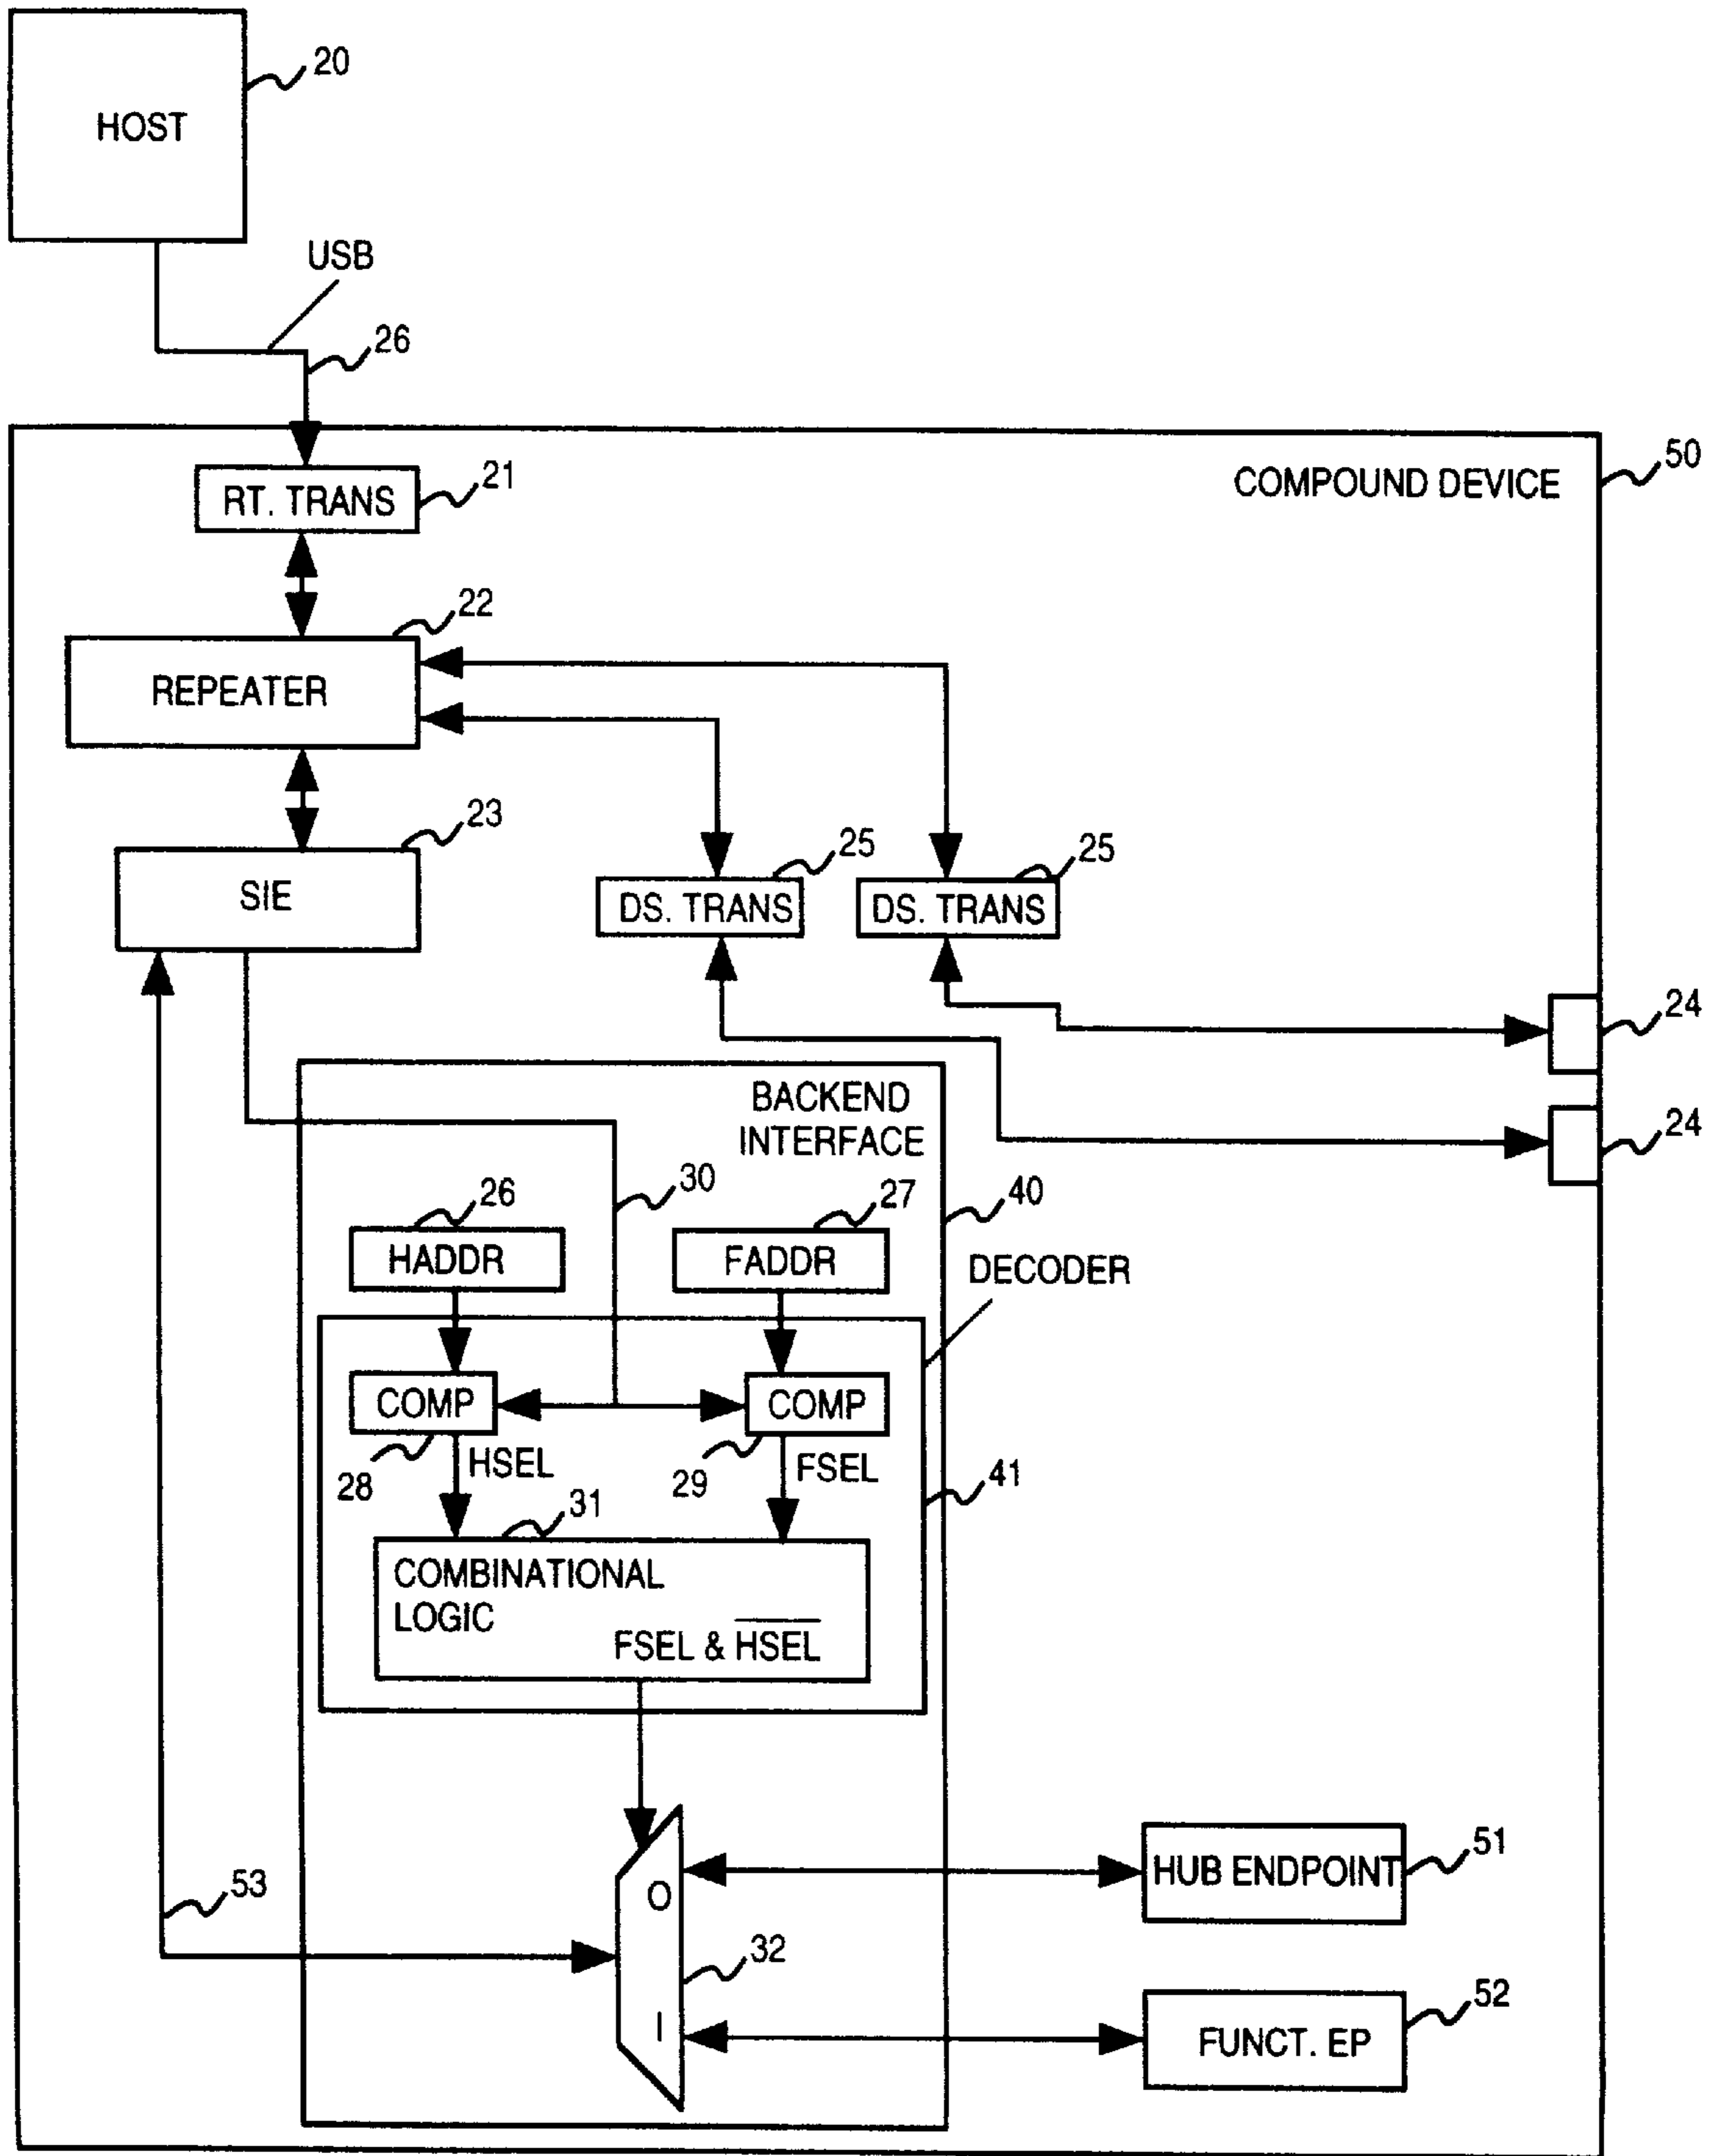 20
HOST
USB
26
50
COMPOUND DEVICE
21
RT. TRANS
22
REPEATER
23
SIE
25
DS. TRANS
25
DS. TRANS
24
24
BACKEND
INTERFACE
30
40
26
HADDR
27
FADDR
DECODER
COMP
COMP
28
HSEL
29
FSEL
41
31
COMBINATIONAL
LOGIC
FSEL & H̅S̅E̅L̅
53
O
I
32
HUB ENDPOINT
51
FUNCT. EP
52